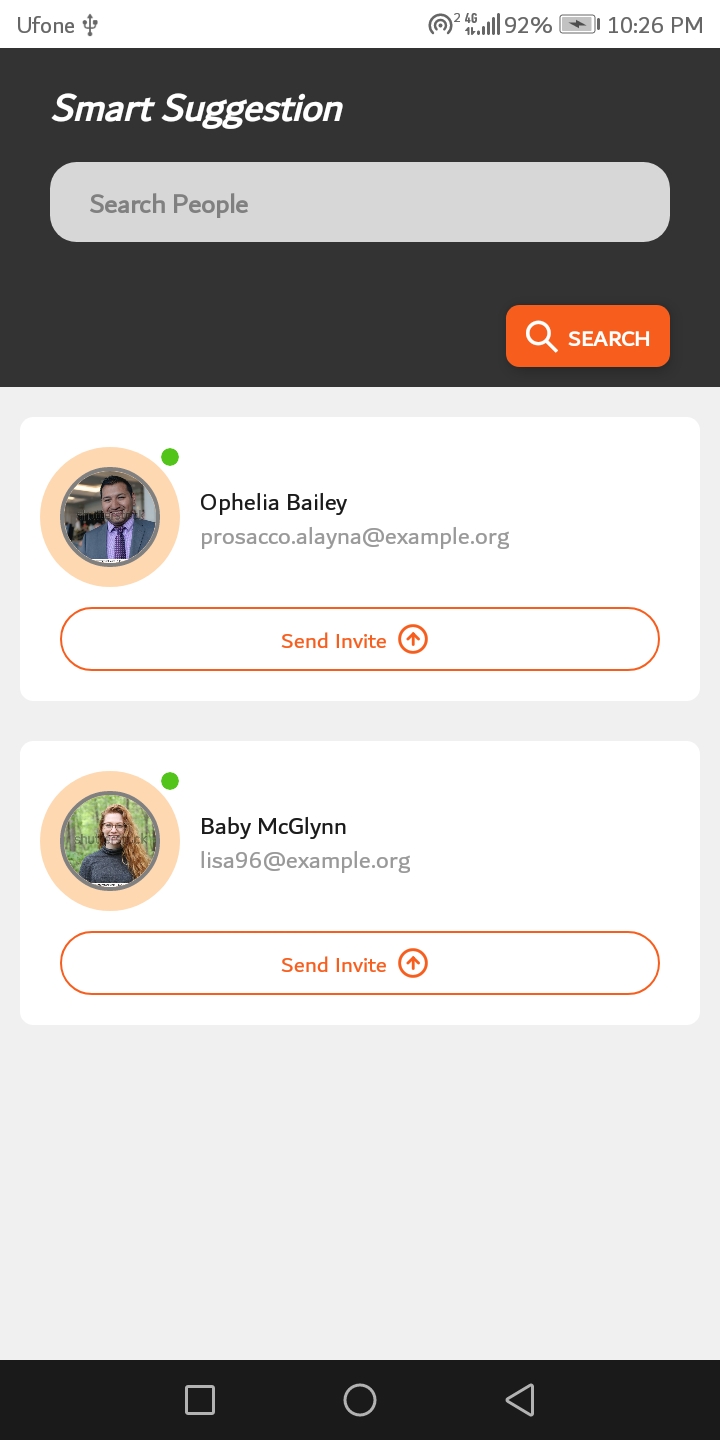 Ufone
2 4G 92% 10:26 PM
Smart Suggestion
Search People
SEARCH
Ophelia Bailey
prosacco.alayna@example.org
Send Invite
Baby McGlynn
lisa96@example.org
Send Invite